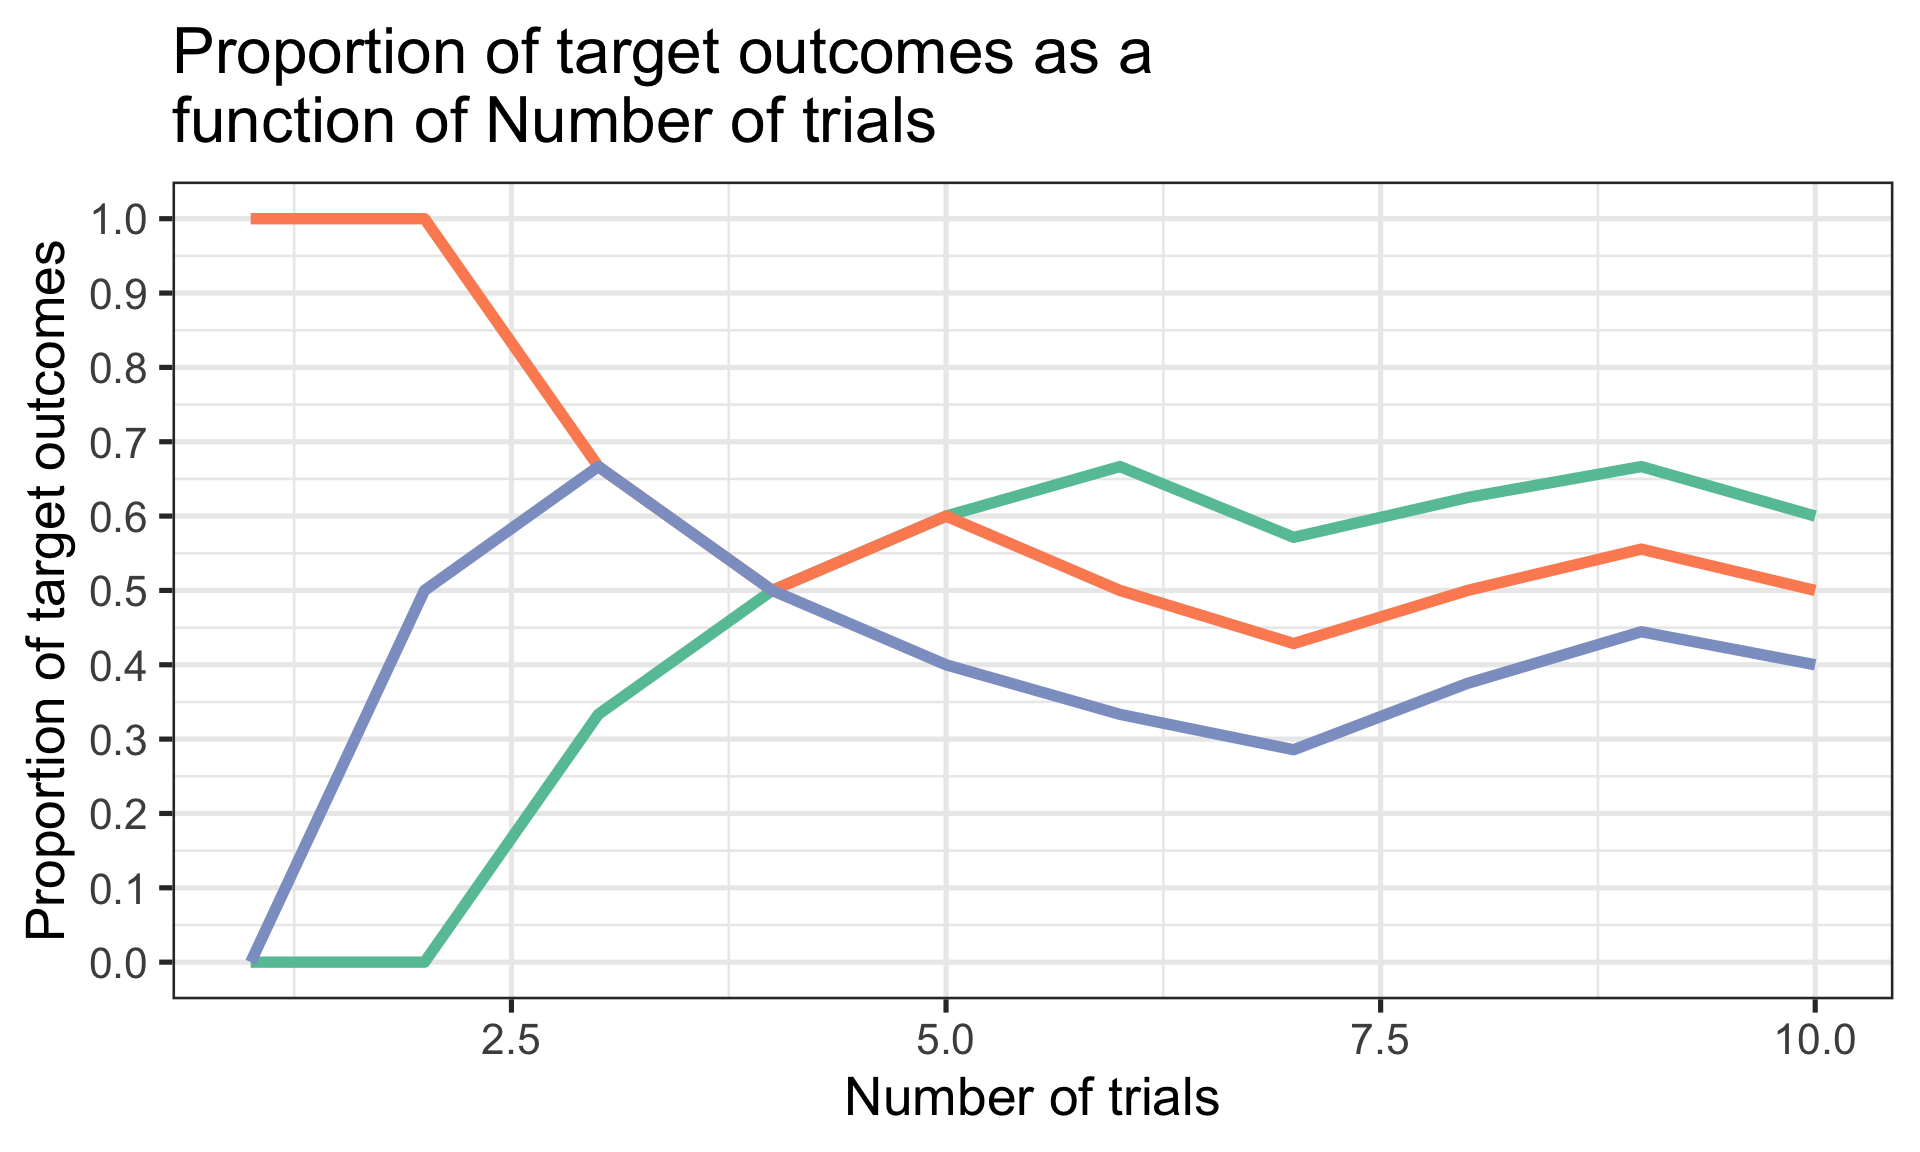 Proportion of target outcomes as a
function of Number of trials
Proportion of target outcomes
1.0
0.9
0.8
0.7
0.6
0.5
0.4
0.3
0.2
0.1
0.0
2.5 5.0 7.5 10.0
Number of trials